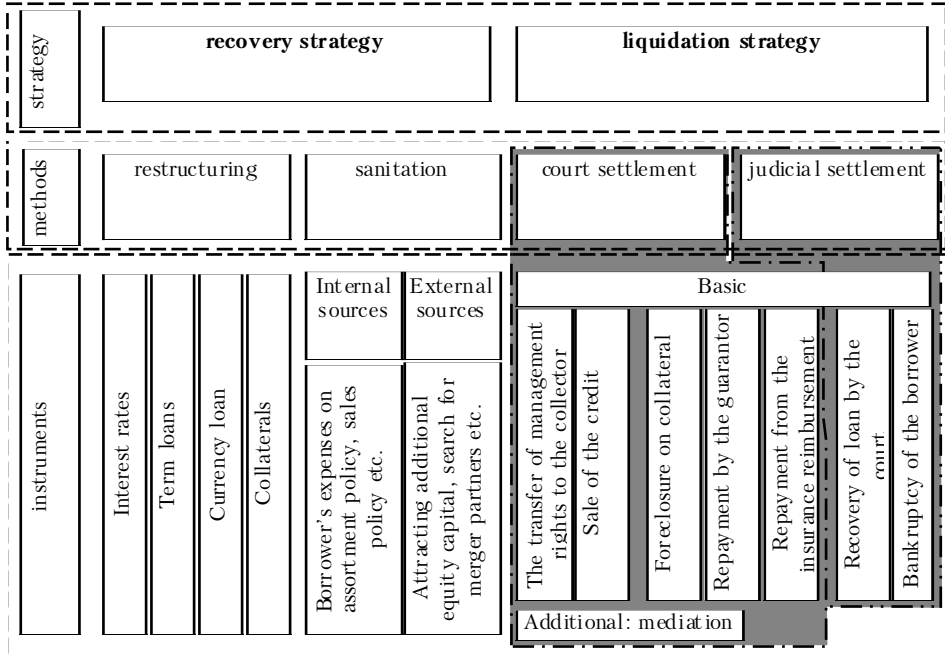 strategy
recovery strategy
liquidation strategy
methods
restructuring
sanitation
court settlement
judicial settlement
instruments
Interest rates
Term loans
Currency loan
Collaterals
Internal
sources
External
sources
Borrower's expenses on
assortment policy, sales
policy etc.
Attracting additional
equity capital, search for
merger partners etc.
Basic
The transfer of management
rights to the collector
Sale of the credit
Foreclosure on collateral
Repayment by the guarantor
Repayment from the
insurance reimbursement
Recovery of loan by the
court
Bankruptcy of the borrower
Additional: mediation